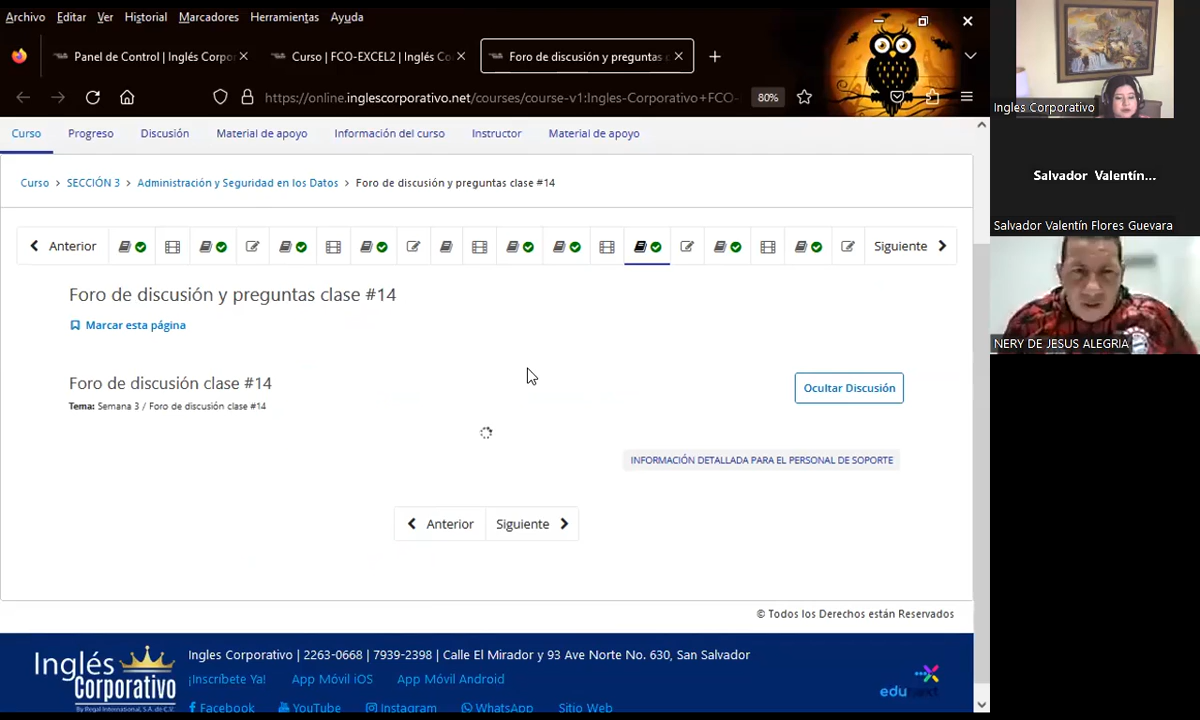 Archivo Editar Ver Historial Marcadores Herramientas Ayuda
Panel de Control | Inglés Corpor Curso | FCO-EXCEL2 | Inglés Co Foro de discusión y preguntas
https://online.inglescorporativo.net/courses/course-v1:Ingles-Corporativo+FCO- 80%
Curso Progreso Discusión Material de apoyo Información del curso Instructor Material de apoyo
Curso > SECCIÓN 3 > Administración y Seguridad en los Datos > Foro de discusión y preguntas clase #14
Anterior Siguiente
Foro de discusión y preguntas clase #14
Marcar esta página
Foro de discusión clase #14
Ocultar Discusión
Tema: Semana 3 / Foro de discusión clase #14
INFORMACIÓN DETALLADA PARA EL PERSONAL DE SOPORTE
Anterior Siguiente
© Todos los Derechos están Reservados
Inglés Corporativo
By Regal International, S.A. de C.V.
Ingles Corporativo | 2263-0668 | 7939-2398 | Calle El Mirador y 93 Ave Norte No. 630, San Salvador
¡Inscríbete Ya! App Móvil iOS App Móvil Android
Facebook YouTube Instagram WhatsApp Sitio Web
edunext
Ingles Corporativo
Salvador Valentín...
Salvador Valentín Flores Guevara
NERY DE JESUS ALEGRIA